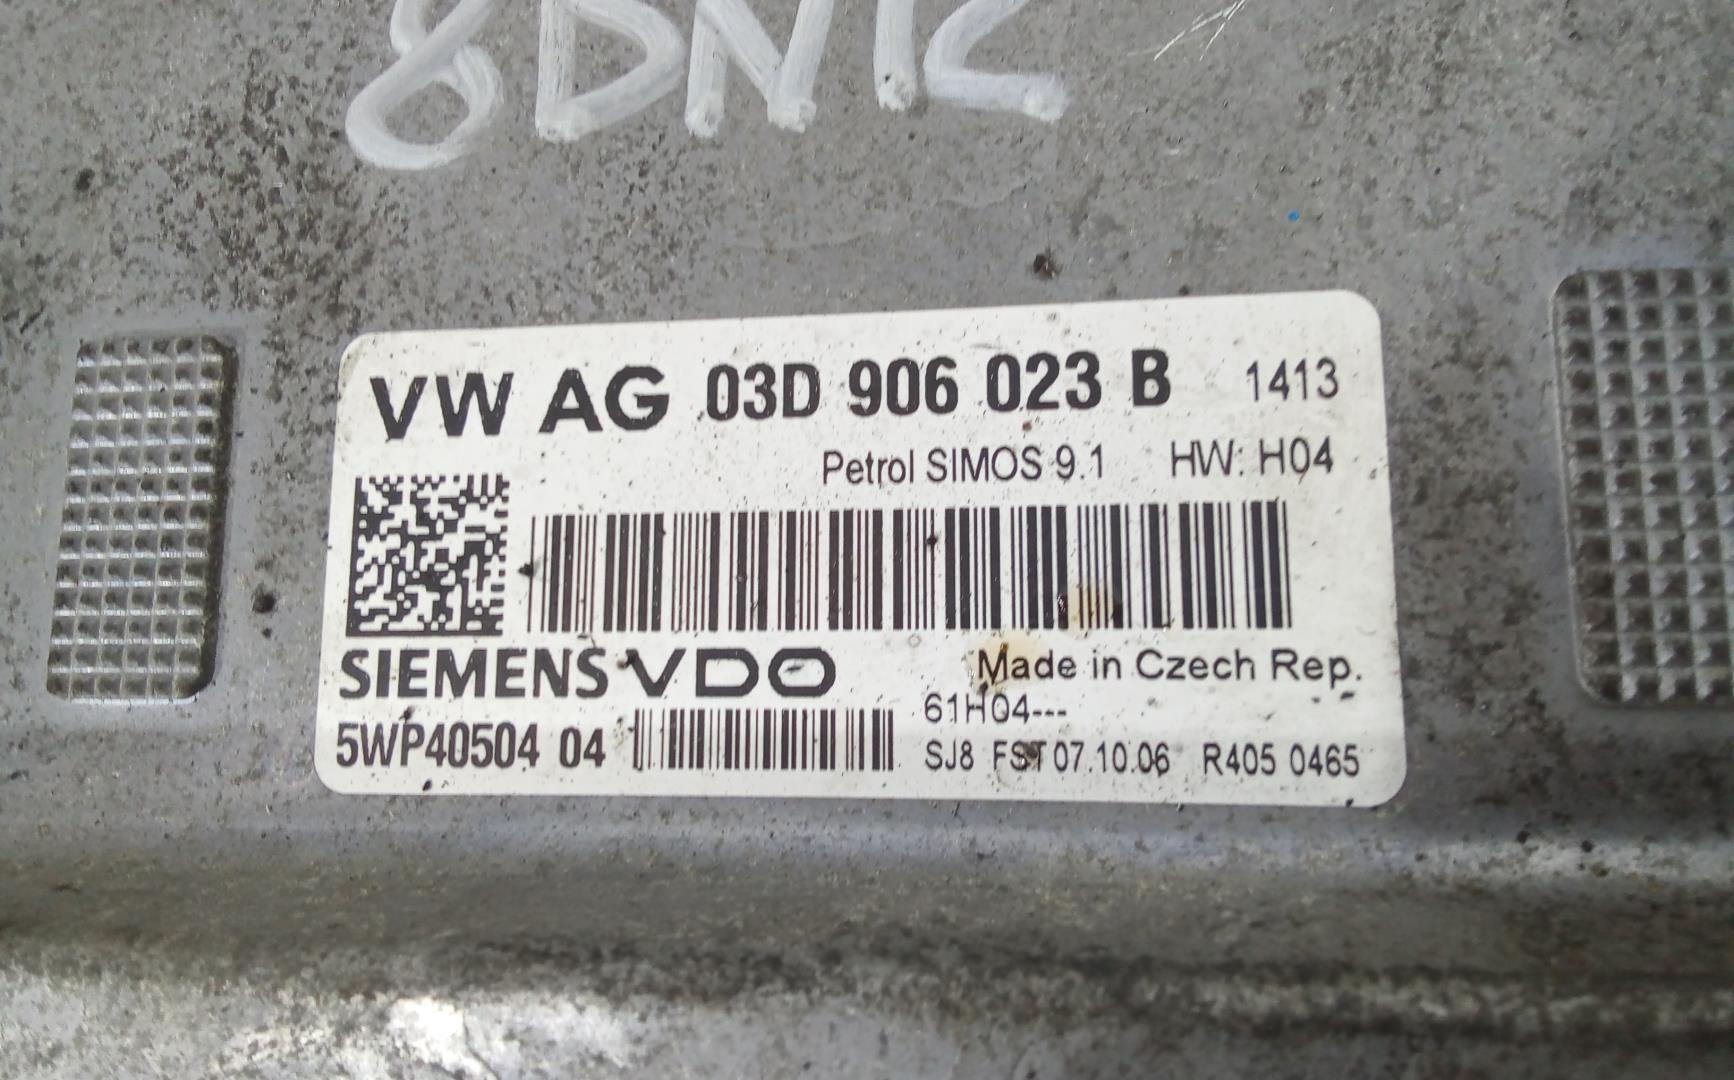 8DN12
VW AG 03D 906 023 B 1413
Petrol SIMOS 9.1 HW: H04
SIEMENS VDO Made in Czech Rep.
61H04---
5WP40504 04 SJ8 FST 07.10.06 R405 0465